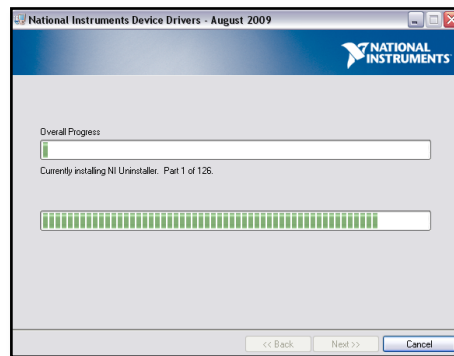 National Instruments Device Drivers - August 2009
NATIONAL
INSTRUMENTS
Overall Progress
Currently installing NI Uninstaller. Part 1 of 126.
<< Back
Next >>
Cancel